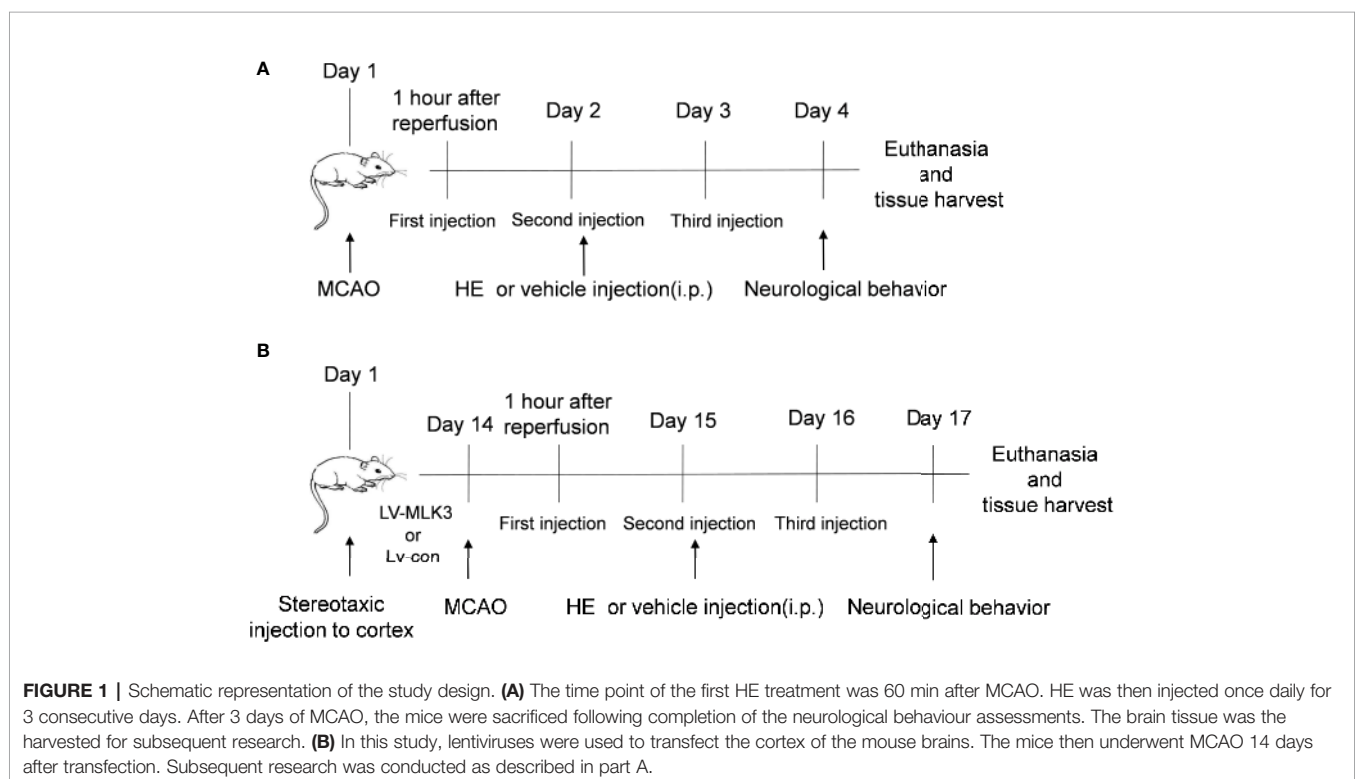 A
Day 1
1 hour after
reperfusion
Day 2
Day 3
Day 4
Euthanasia
and
tissue harvest
First injection
Second injection
Third injection
MCAO
HE or vehicle injection(i.p.)
Neurological behavior
B
Day 1
Day 14
1 hour after
reperfusion
Day 15
Day 16
Day 17
Euthanasia
and
tissue harvest
LV-MLK3
or
Lv-con
First injection
Second injection
Third injection
Stereotaxic
injection to cortex
MCAO
HE or vehicle injection(i.p.)
Neurological behavior
FIGURE 1 | Schematic representation of the study design. (A) The time point of the first HE treatment was 60 min after MCAO. HE was then injected once daily for
3 consecutive days. After 3 days of MCAO, the mice were sacrificed following completion of the neurological behaviour assessments. The brain tissue was the
harvested for subsequent research. (B) In this study, lentiviruses were used to transfect the cortex of the mouse brains. The mice then underwent MCAO 14 days
after transfection. Subsequent research was conducted as described in part A.